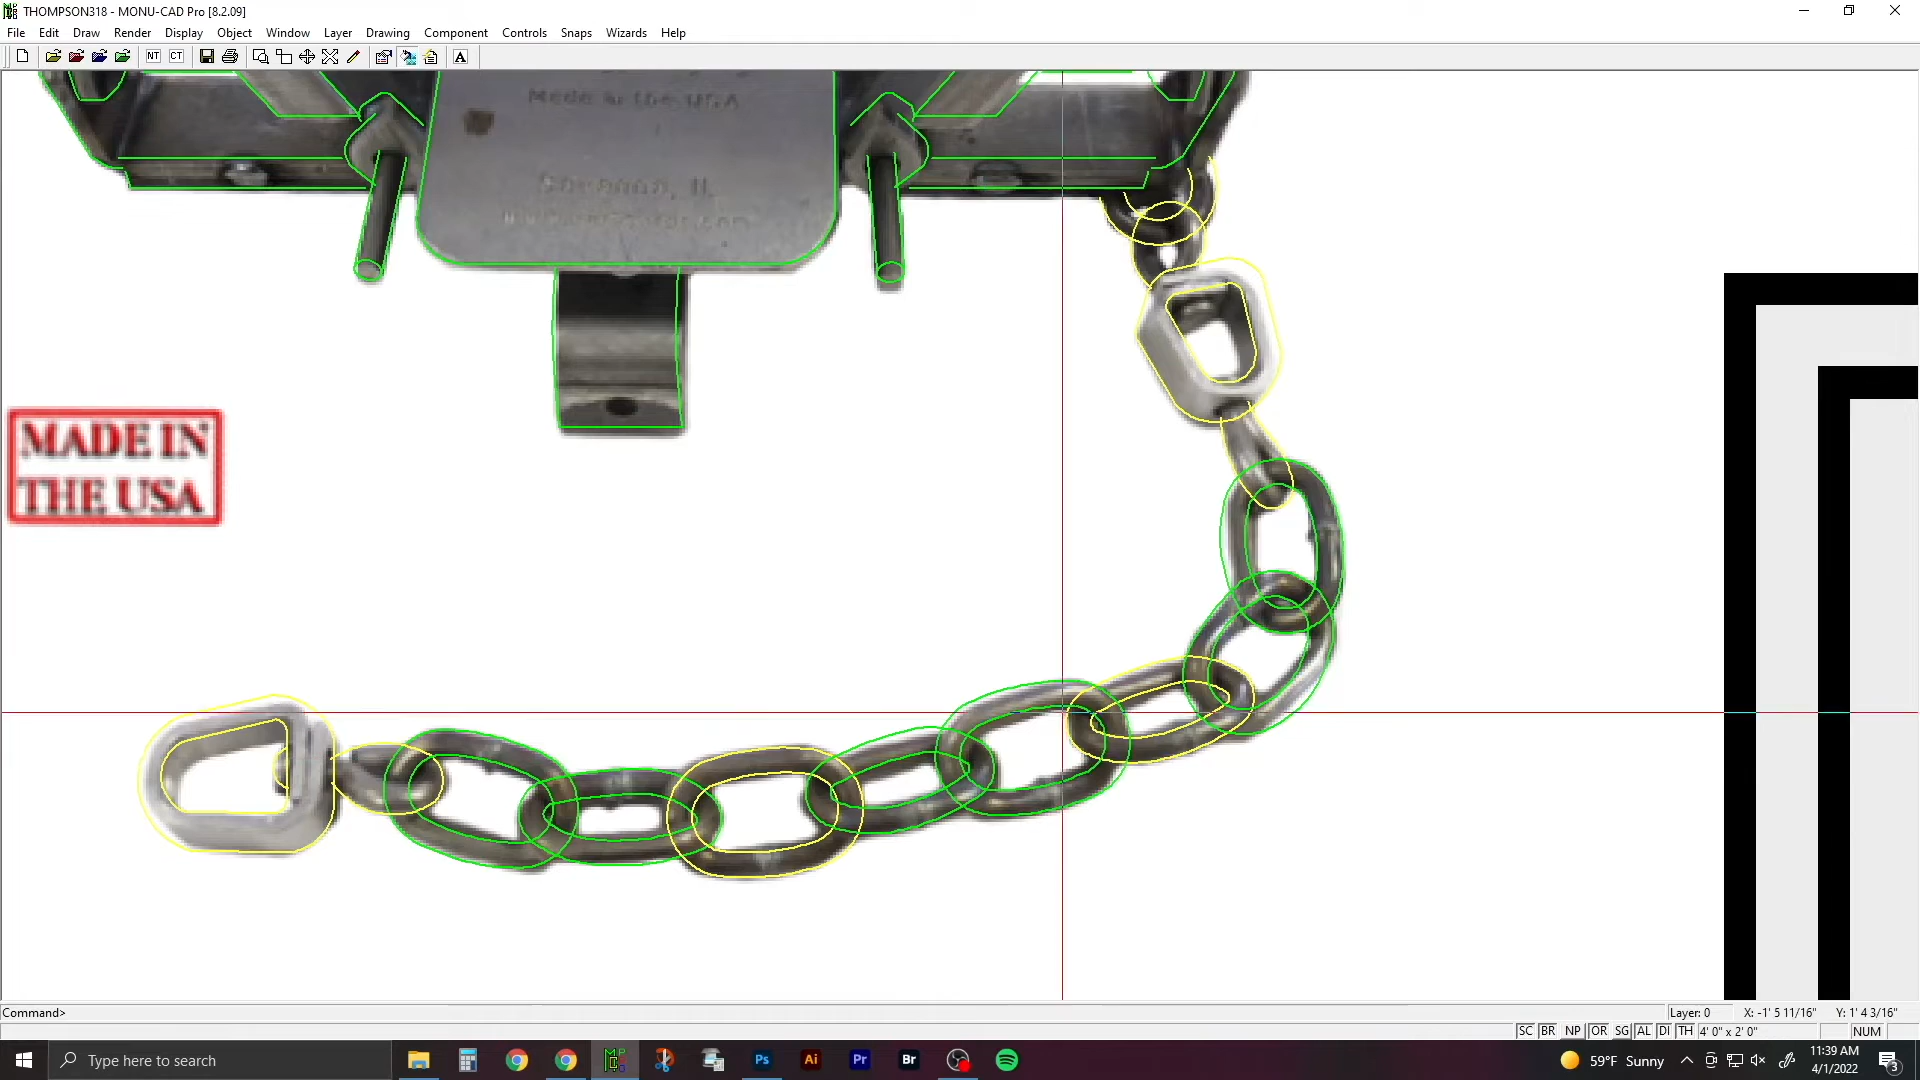 THOMPSON318 - MONU-CAD Pro [8.2.09]
File Edit Draw Render Display Object Window Layer Drawing Component Controls Snaps Wizards Help
NT CT A
Made in the USA
Savanna, IL
MADE IN
THE USA
Command>
Layer: 0 X: -1' 5 11/16" Y: 1' 4 3/16"
SC BR NP OR SG AL DI TH 4' 0" x 2' 0" NUM
Type here to search
Ps Ai Pr Br
59°F Sunny
11:39 AM
4/1/2022
3